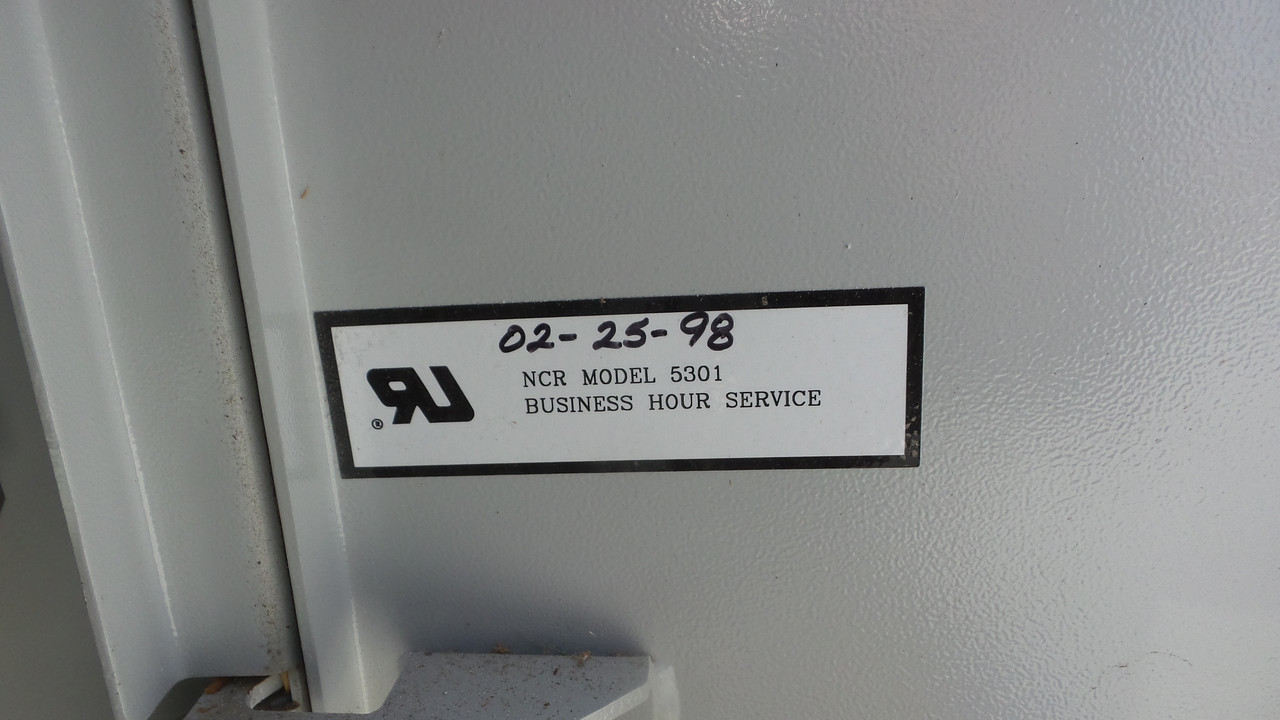 02-25-98
NCR MODEL 5301
BUSINESS HOUR SERVICE
®